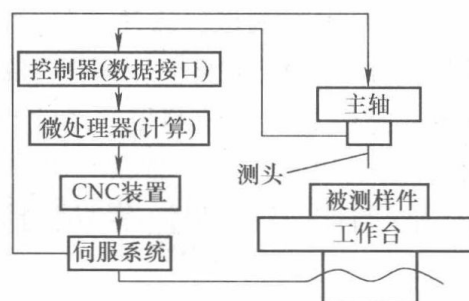 控制器(数据接口)
微处理器(计算)
CNC装置
伺服系统
主轴
测头
被测样件
工作台